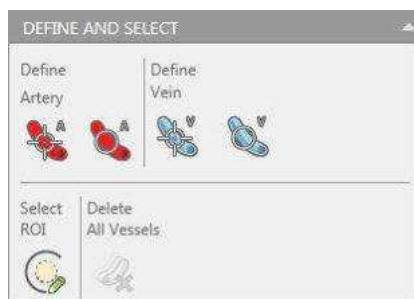 DEFINE AND SELECT
Define
Artery
Define
Vein
A
A
V
V
Select
ROI
Delete
All Vessels